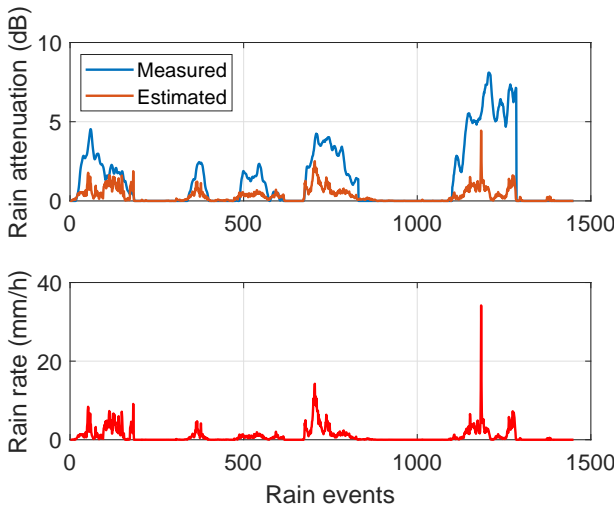 Rain attenuation (dB)
10
5
0
Measured
Estimated
0
500
1000
1500
Rain rate (mm/h)
40
20
0
0
500
1000
1500
Rain events